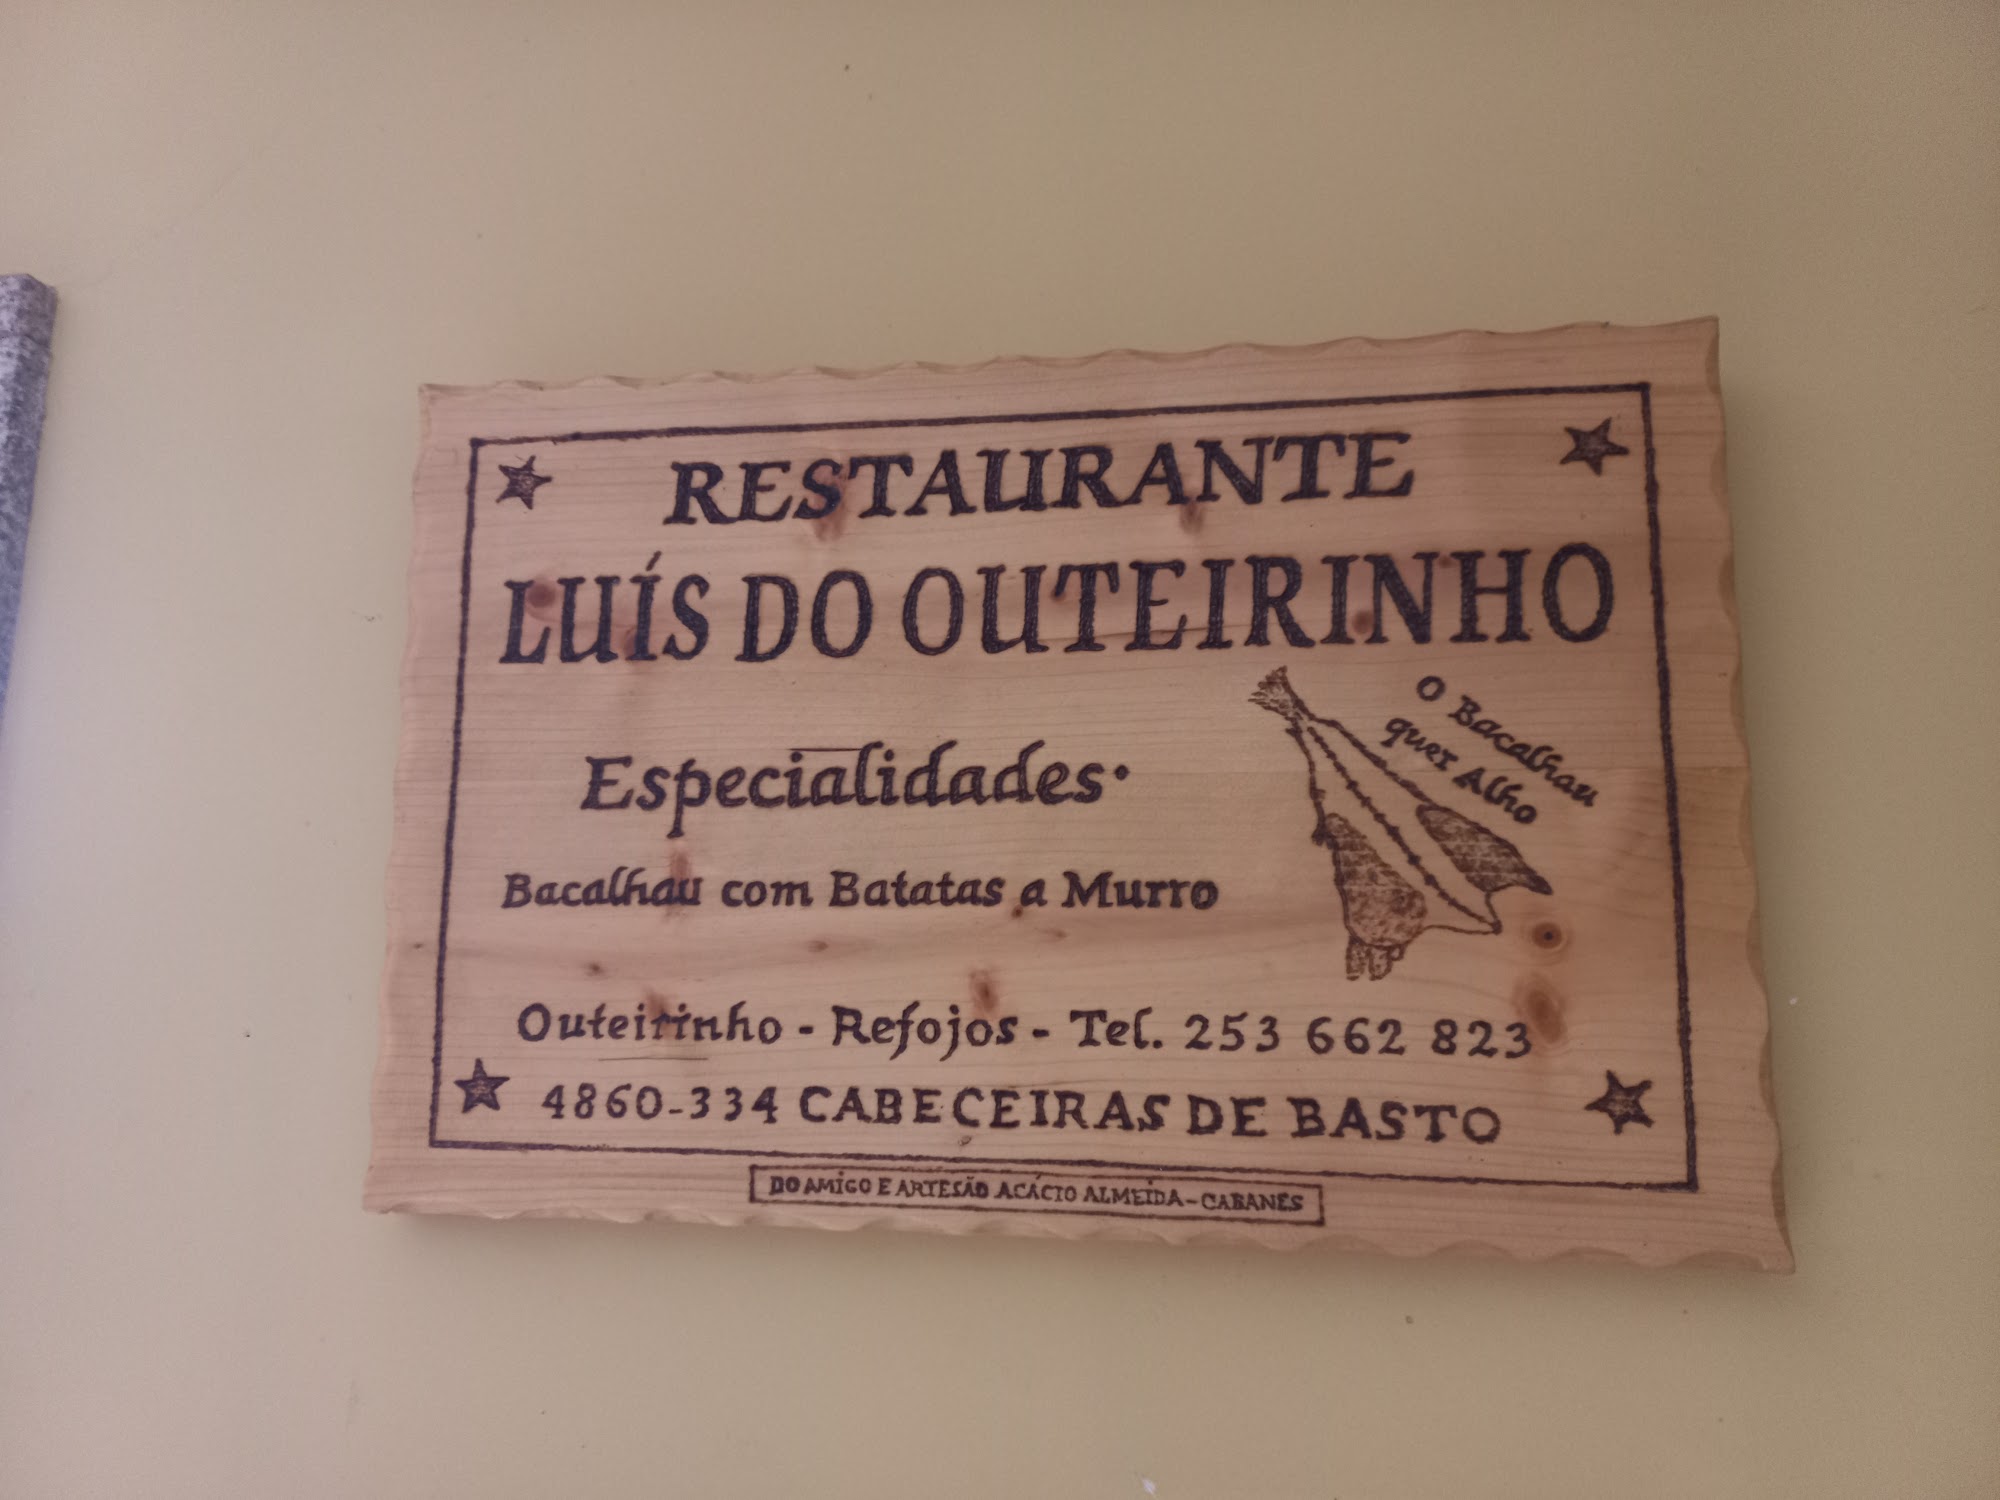 RESTAURANTE
LUÍS DO OUTEIRINHO
O Bacalhau
quer Alho
Especialidades·
Bacalhau com Batatas a Murro
Outeirinho - Refojos - Tel. 253 662 823
4860-334 CABECEIRAS DE BASTO
DO AMIGO E ARTESÃO ACÁCIO ALMEIDA-CABANES